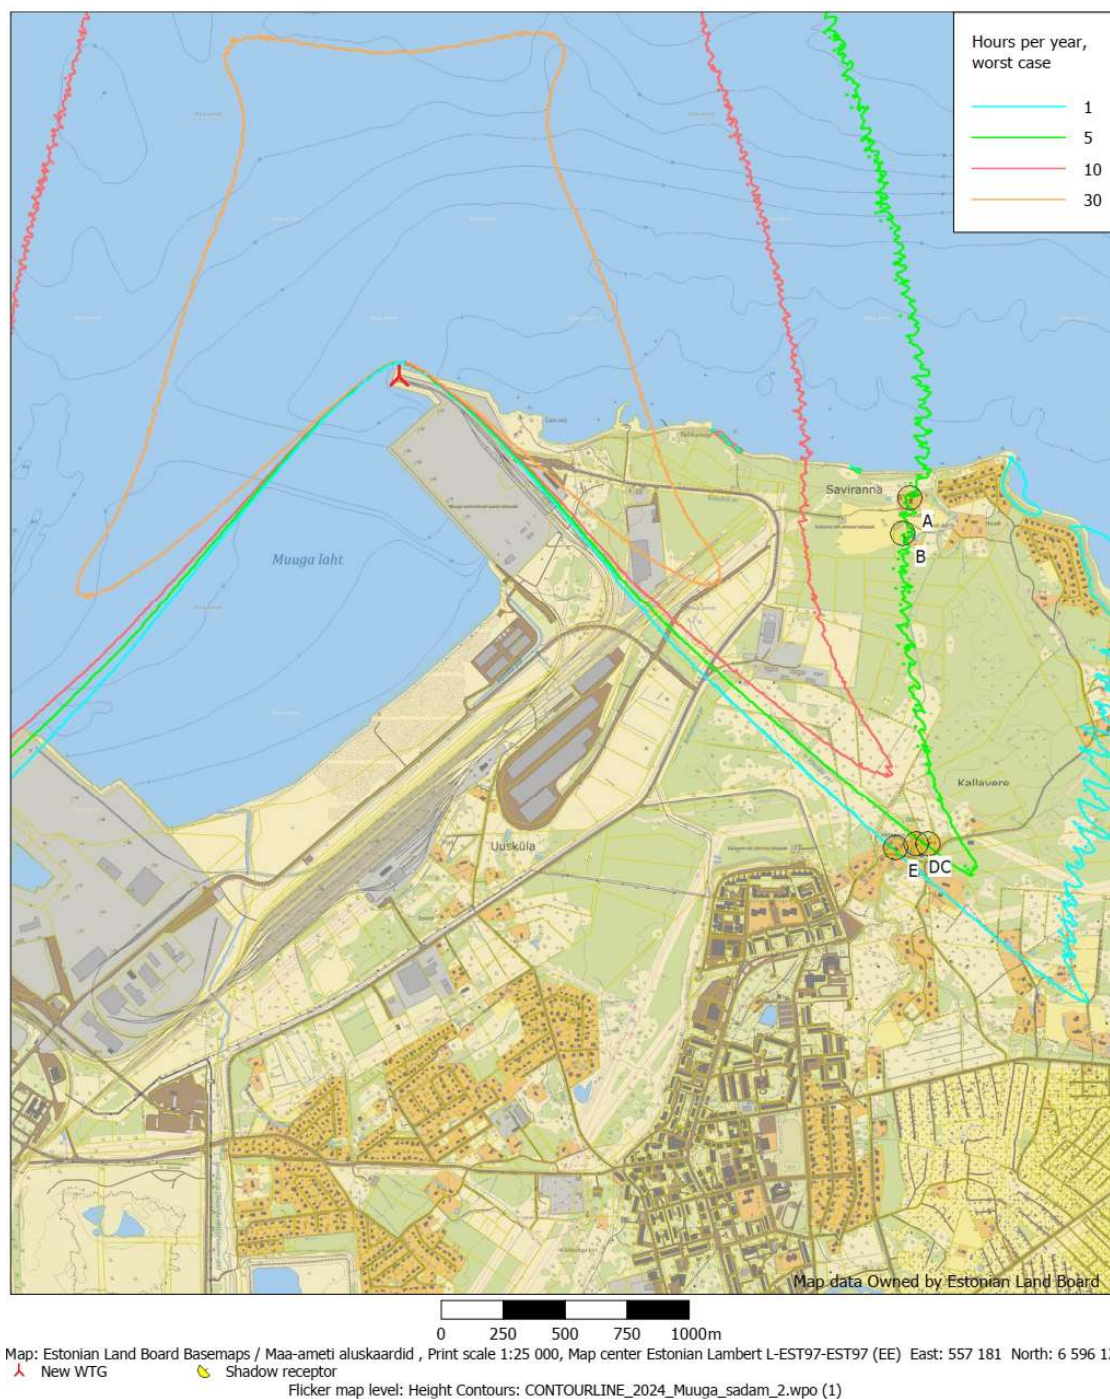 Hours per year,
worst case
1
5
10
30
Saviranna
A
B
Muuga laht
Kallavere
Uusküla
E
D
C
Map data Owned by Estonian Land Board
0 250 500 750 1000m
Map: Estonian Land Board Basemaps / Maa-ameti aluskaardid , Print scale 1:25 000, Map center Estonian Lambert L-EST97-EST97 (EE) East: 557 181 North: 6 596 1
New WTG Shadow receptor
Flicker map level: Height Contours: CONTOURLINE_2024_Muuga_sadam_2.wpo (1)